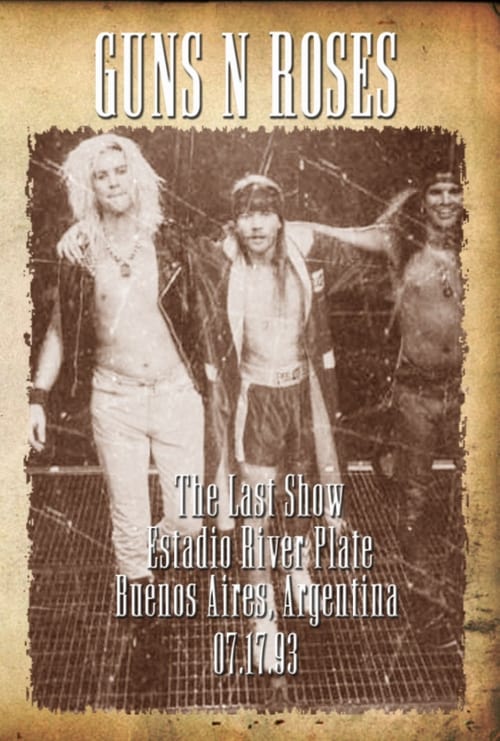 GUNS N ROSES
The Last Show
Estadio River Plate
Buenos Aires, Argentina
07.17.93